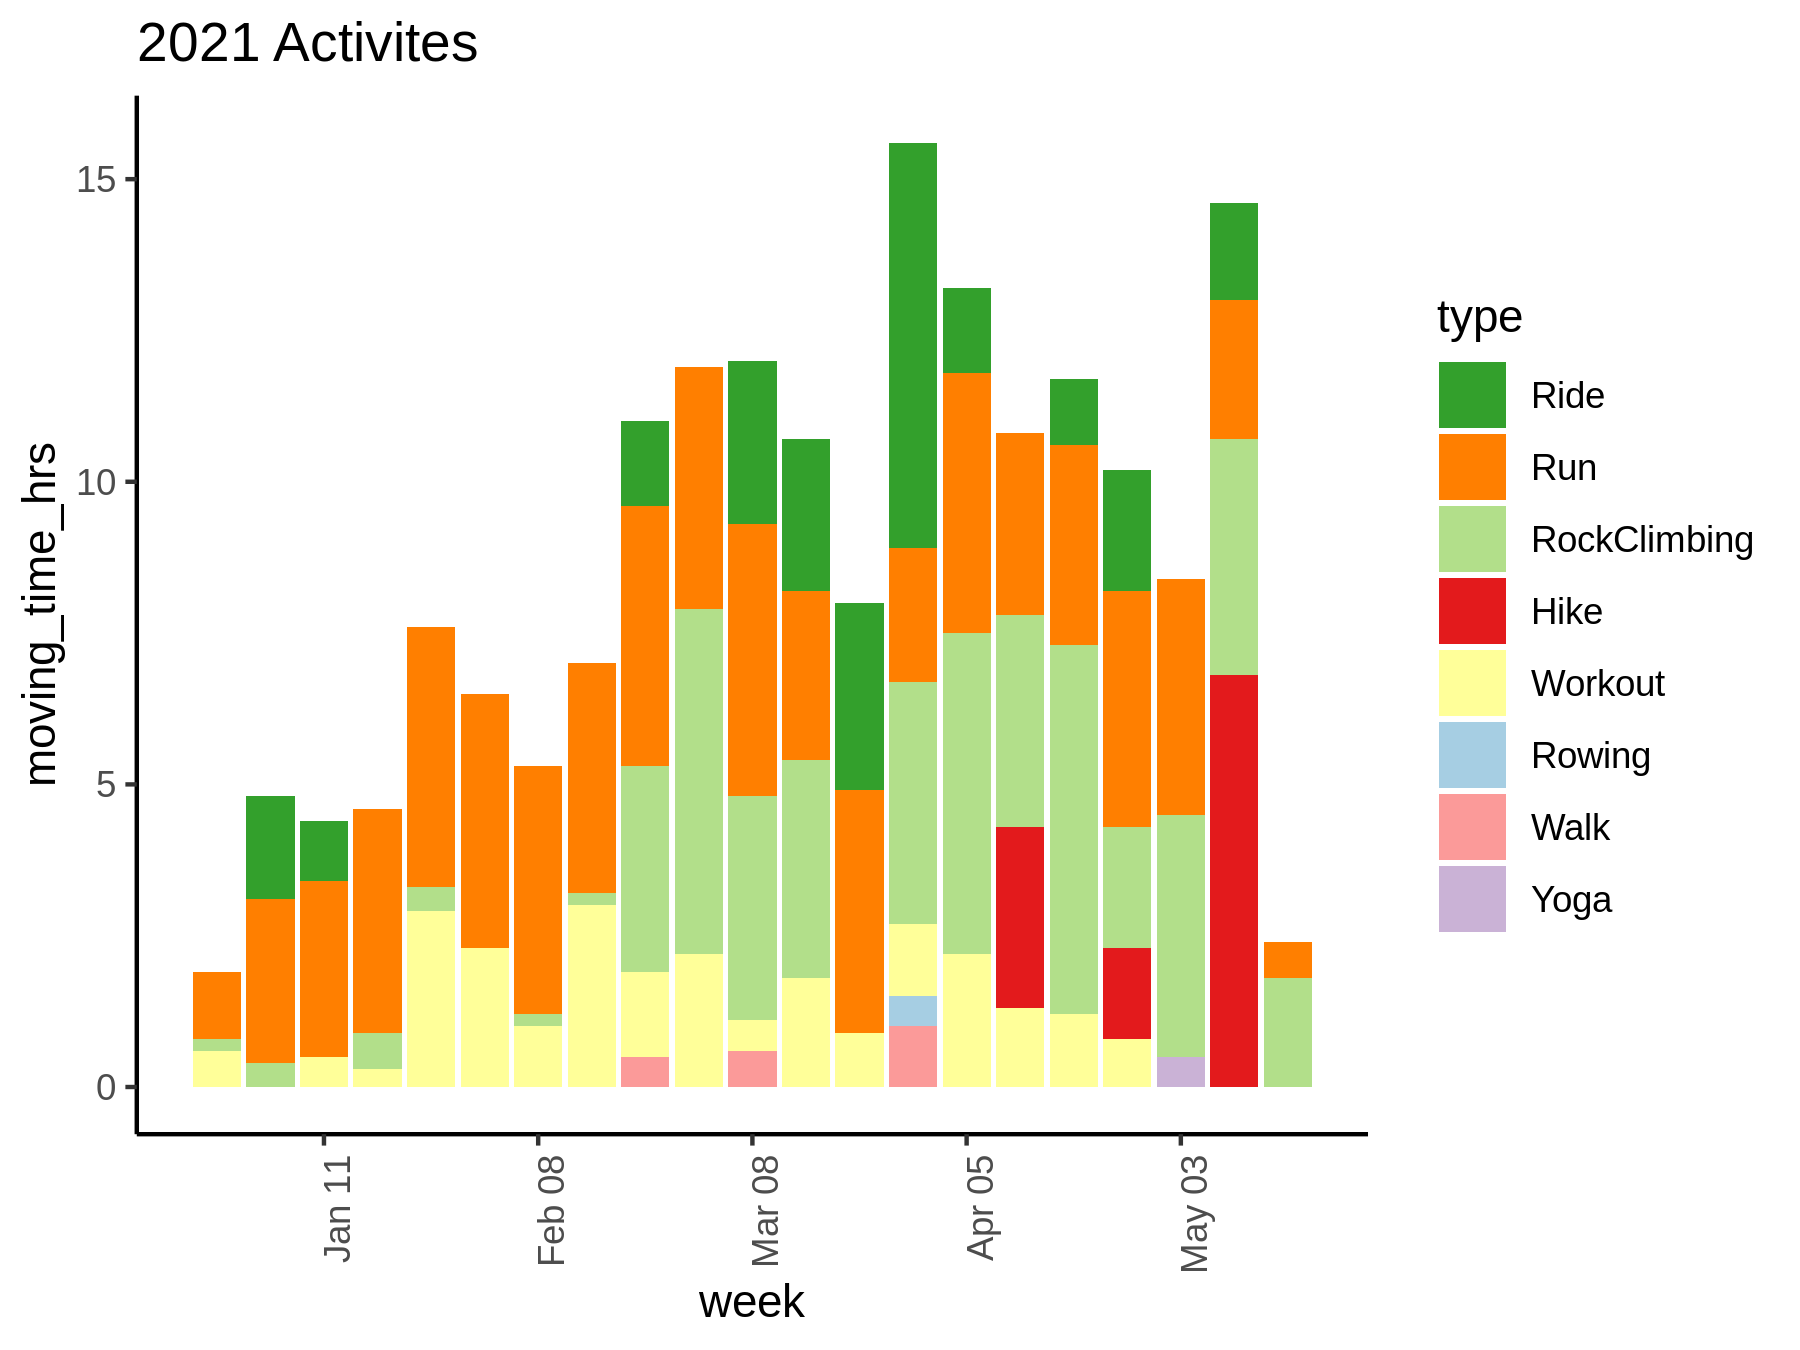 2021 Activites
moving_time_hrs
15
10
5
0
Jan 11
Feb 08
Mar 08
Apr 05
May 03
week
type
Ride
Run
RockClimbing
Hike
Workout
Rowing
Walk
Yoga